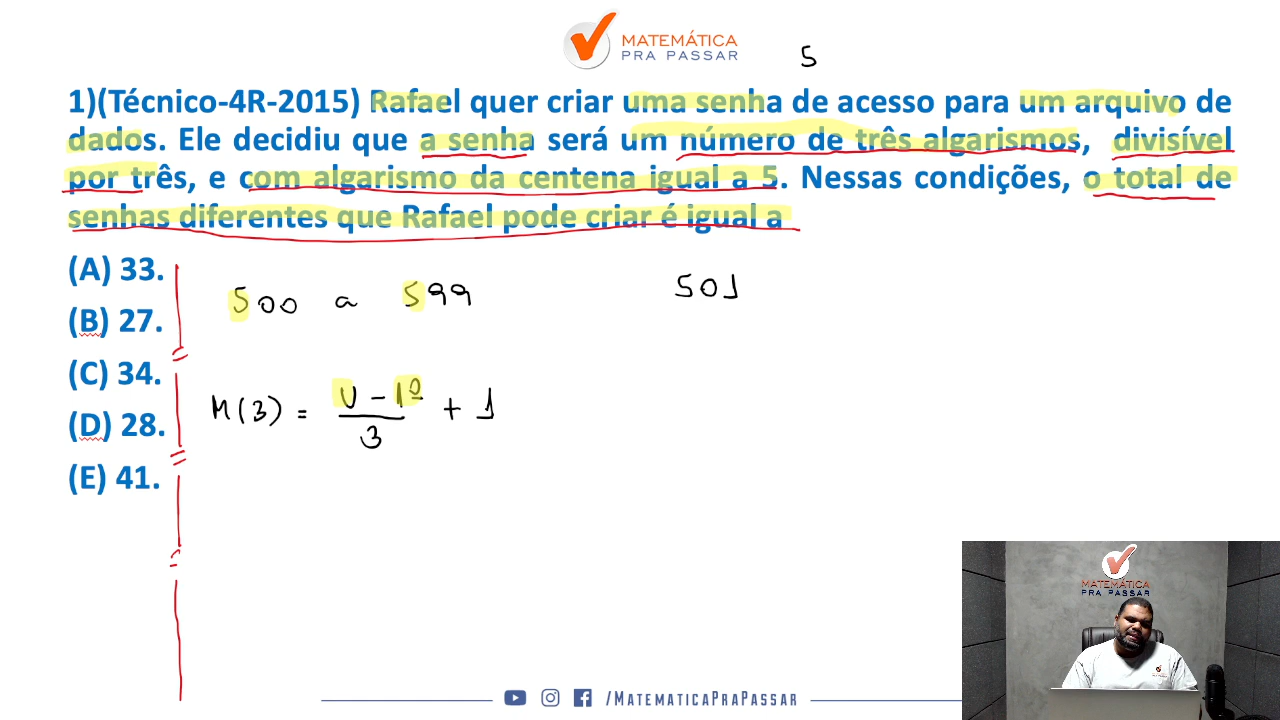 MATEMÁTICA
PRA PASSAR
5
1)(Técnico-4R-2015) Rafael quer criar uma senha de acesso para um arquivo de
dados. Ele decidiu que a senha será um número de três algarismos, divisível
por três, e com algarismo da centena igual a 5. Nessas condições, o total de
senhas diferentes que Rafael pode criar é igual a
(A) 33.
500 a 599
501
(B) 27.
(C) 34.
M(3) = U - 1º + 1
3
(D) 28.
(E) 41.
MATEMÁTICA
PRA PASSAR
/MATEMATICAPRAPASSAR